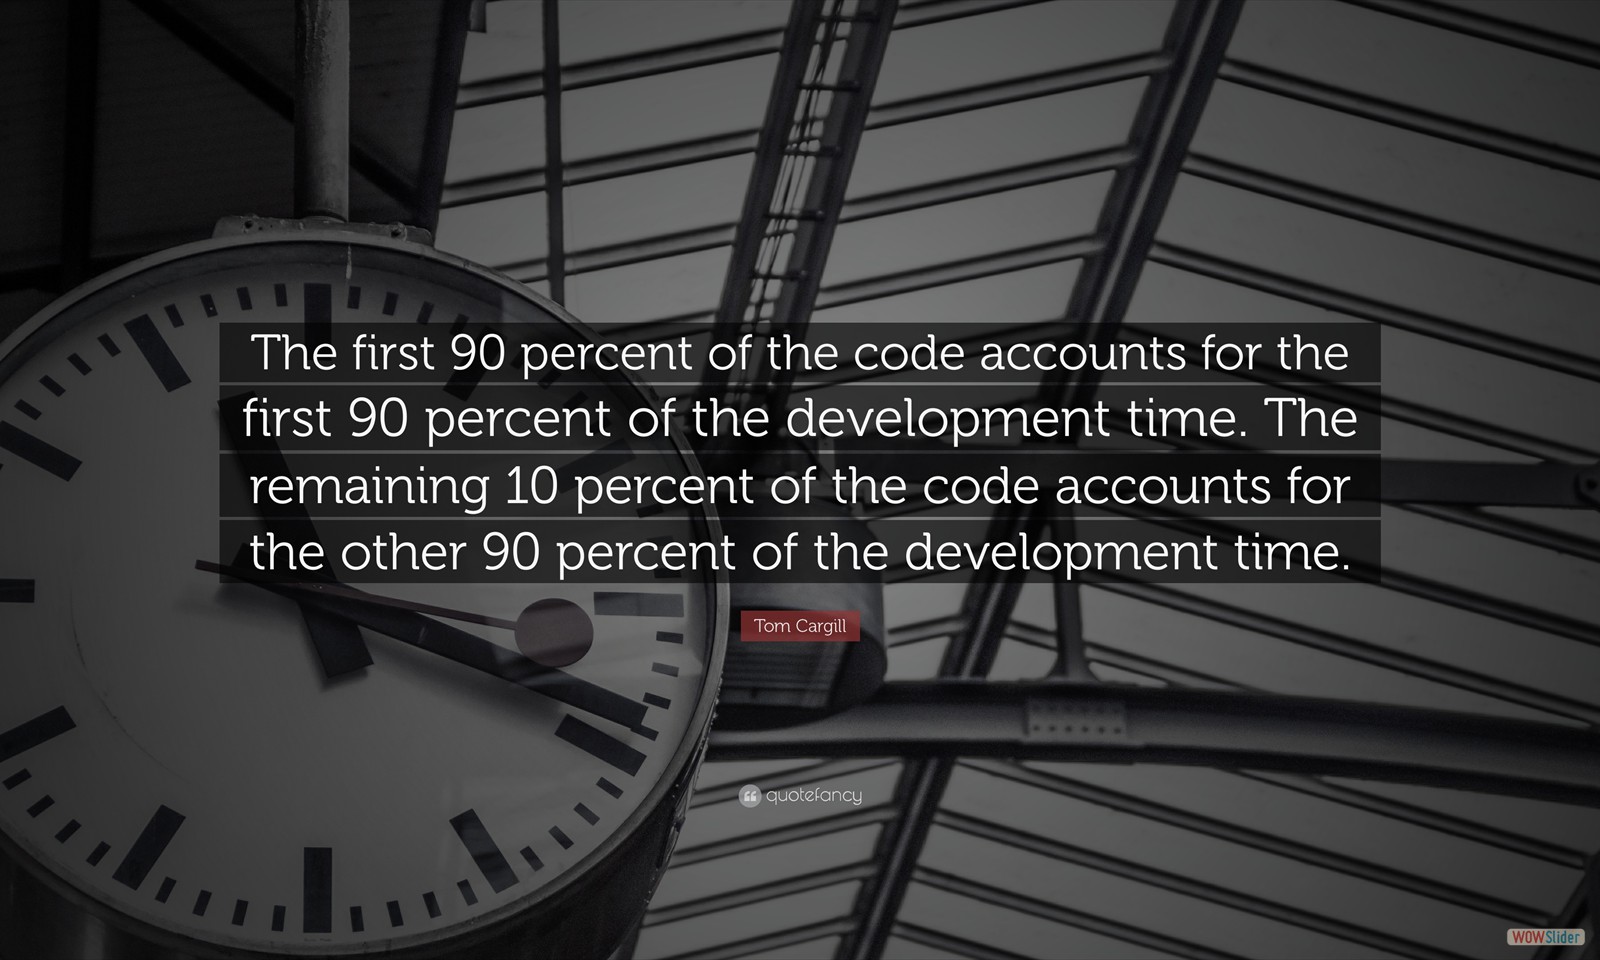 The first 90 percent of the code accounts for the
first 90 percent of the development time. The
remaining 10 percent of the code accounts for
the other 90 percent of the development time.
Tom Cargill
quotefancy
WOWSlider